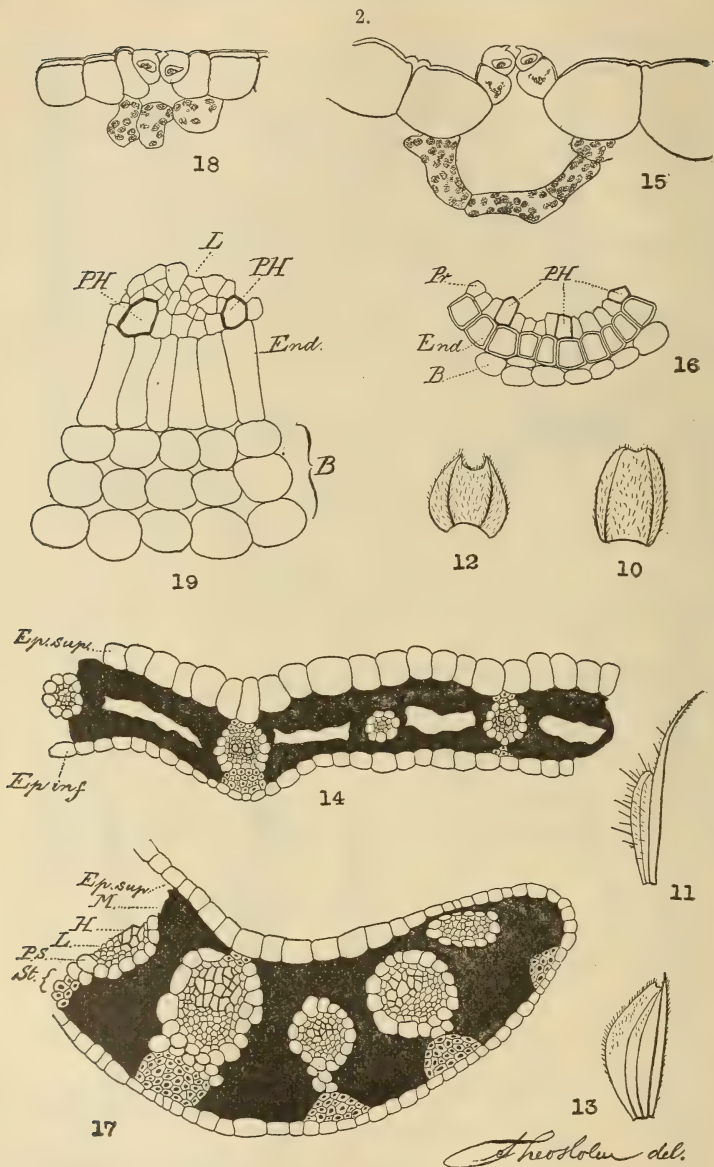 2.
18
15
L
PH
PH
End.
19
B
Pr.
PH
End.
B.
16
12
10
Ep. sup.
Ep. inf.
14
11
Ep. sup.
M.
H.
L.
P.S.
St.
17
13
Theo Holm del.